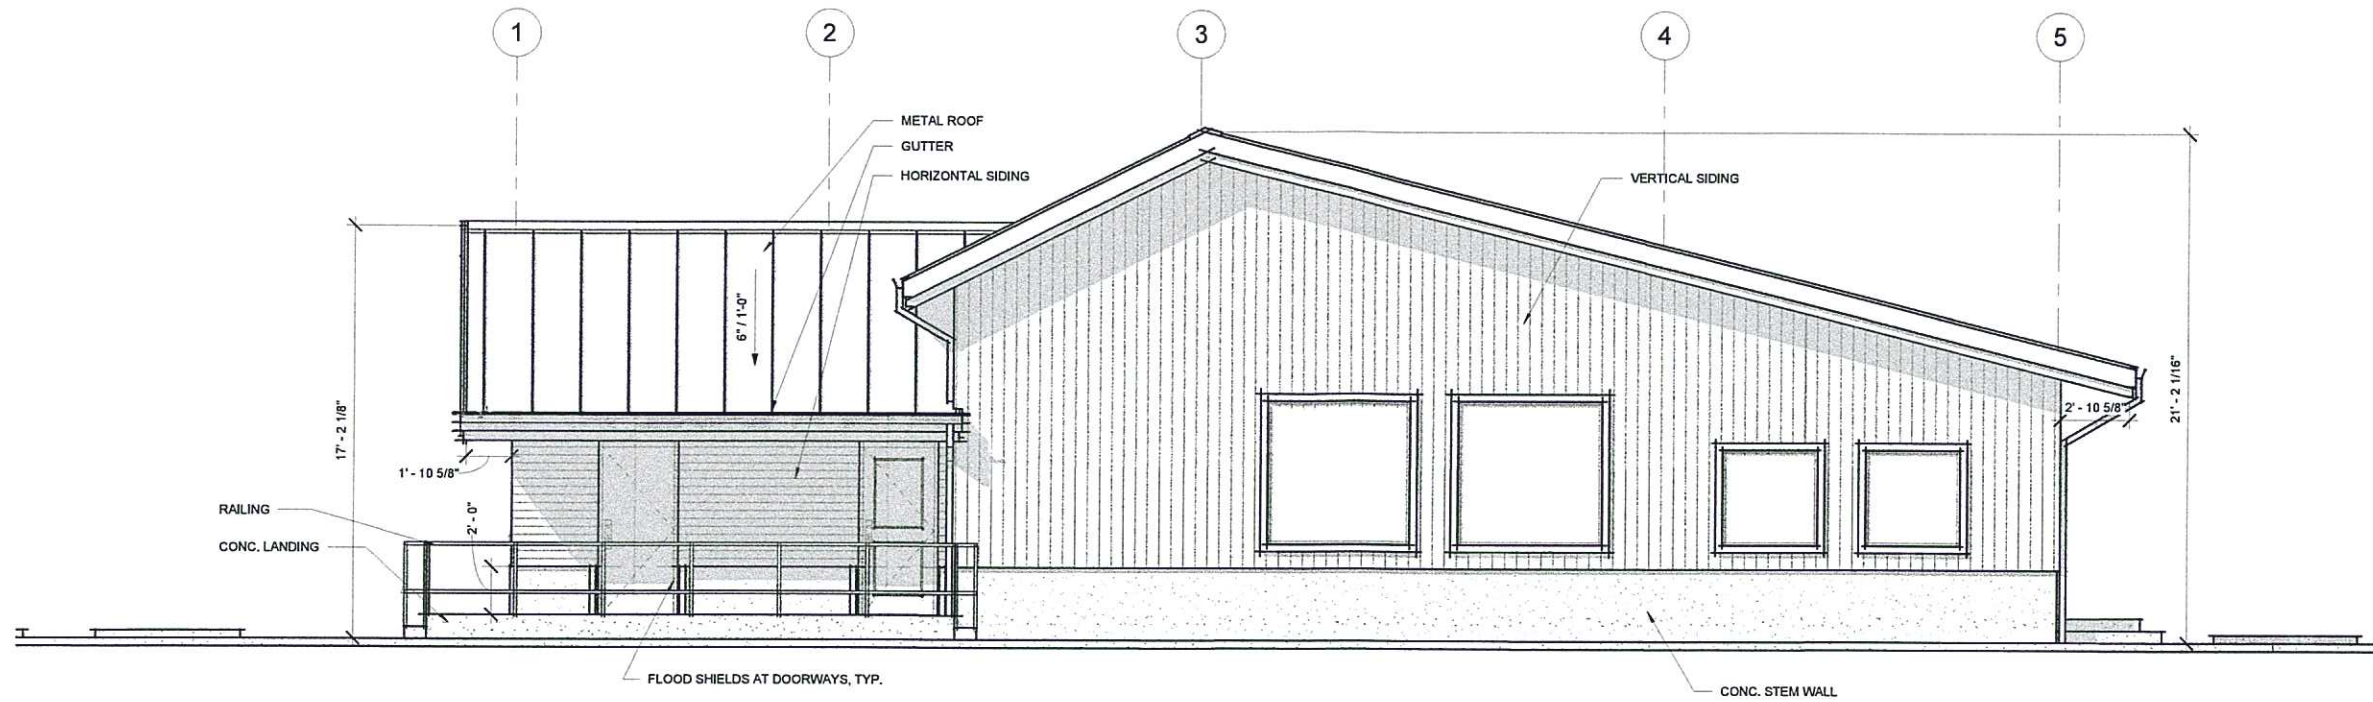 1
2
3
4
5
METAL ROOF
GUTTER
HORIZONTAL SIDING
VERTICAL SIDING
6" / 1'-0"
17' - 2 1/8"
21' - 2 1/16"
2' - 10 5/8"
1' - 10 5/8"
2' - 0"
RAILING
CONC. LANDING
FLOOD SHIELDS AT DOORWAYS, TYP.
CONC. STEM WALL